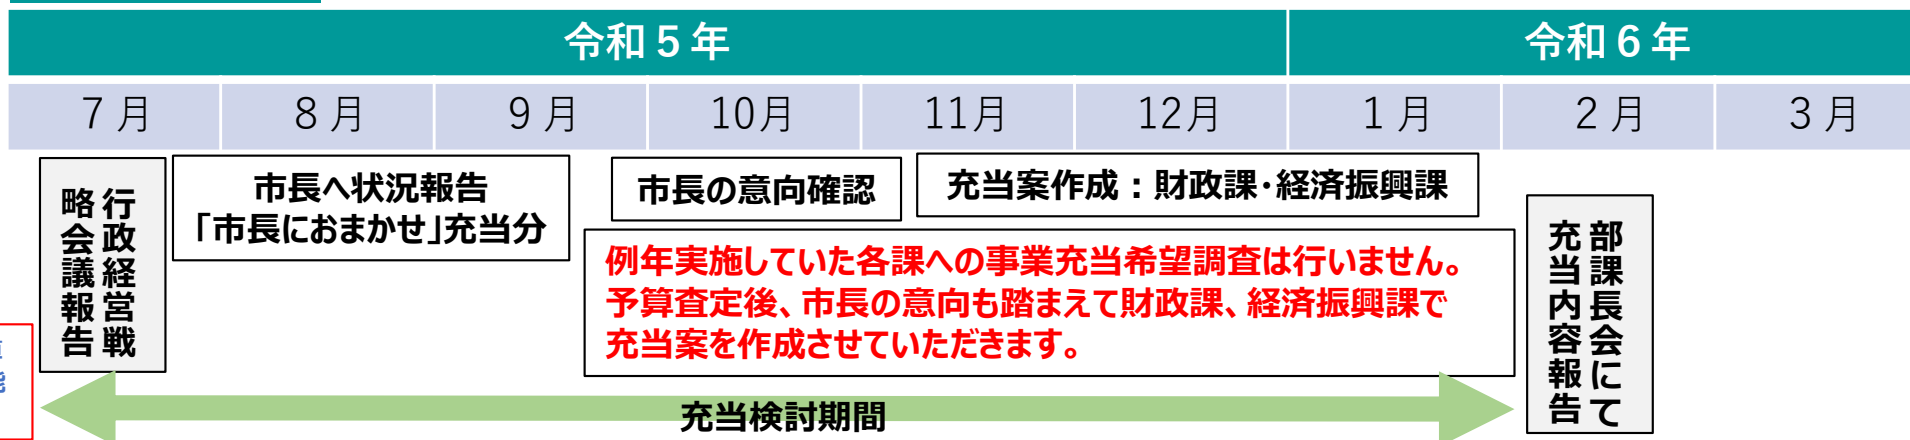 令和５年
令和６年
７月
８月
９月
10月
11月
12月
１月
２月
３月
行政経営戦
略会議報告
市長へ状況報告
「市長におまかせ」充当分
市長の意向確認
充当案作成：財政課・経済振興課
例年実施していた各課への事業充当希望調査は行いません。
予算査定後、市長の意向も踏まえて財政課、経済振興課で
充当案を作成させていただきます。
部課長会にて
充当内容報告
充当検討期間